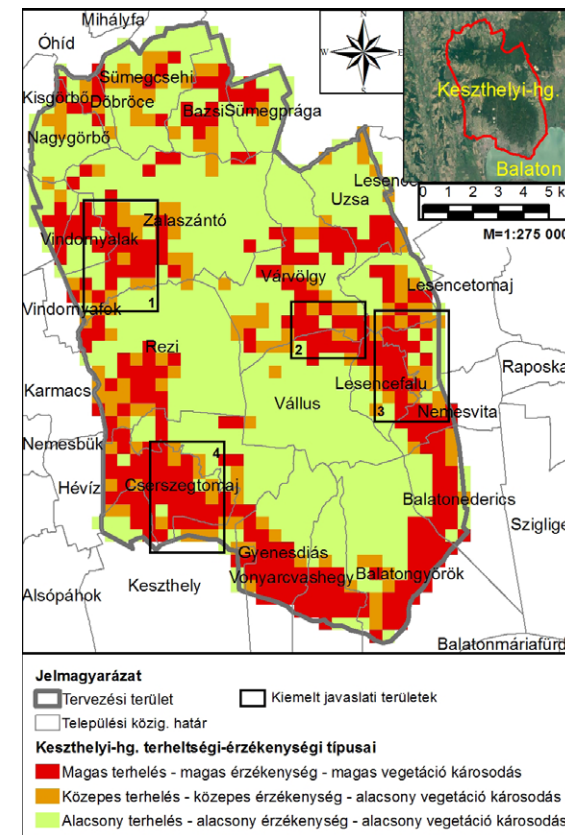 Mihályfa
Óhíd
Sümegcsehi
Kisgörbő
Döbröce
Bazsi
Sümegprága
Nagygörbő
N
W
E
S
Keszthelyi-hg.
Balaton
0 1 2 3 4 5 k
M=1:275 000
Lesence
Uzsa
Zalaszántó
Vindornyalak
Várvölgy
Lesencetomaj
1
Vindornyafok
2
Rezi
Raposka
Lesencefalu
Karmacs
Vállus
3
Nemesvita
Nemesbük
4
Cserszegtomaj
Hévíz
Balatonederics
Sziglige
Gyenesdiás
Keszthely
Vonyarcvashegy
Balatongyörök
Alsópáhok
Balatonmáriafürd
Jelmagyarázat
Tervezési terület
Kiemelt javaslati területek
Települési közig. határ
Keszthelyi-hg. terheltségi-érzékenységi típusai
Magas terhelés - magas érzékenység - magas vegetáció károsodás
Közepes terhelés - közepes érzékenység - alacsony vegetáció károsodás
Alacsony terhelés - alacsony érzékenység - alacsony vegetáció károsodás